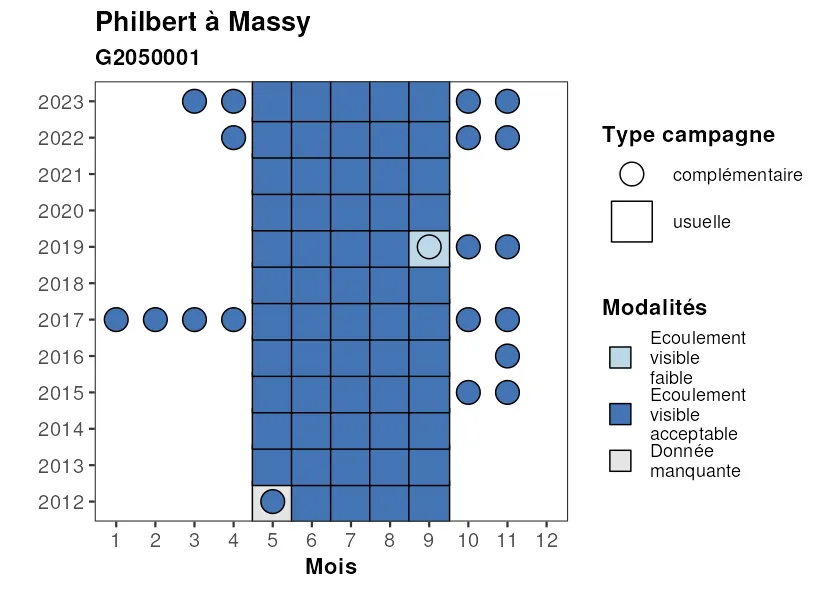 Philbert à Massy
G2050001
2023
2022
2021
2020
2019
2018
2017
2016
2015
2014
2013
2012
1 2 3 4 5 6 7 8 9 10 11 12
Mois
Type campagne
complémentaire
usuelle
Modalités
Ecoulement
visible
faible
Ecoulement
visible
acceptable
Donnée
manquante